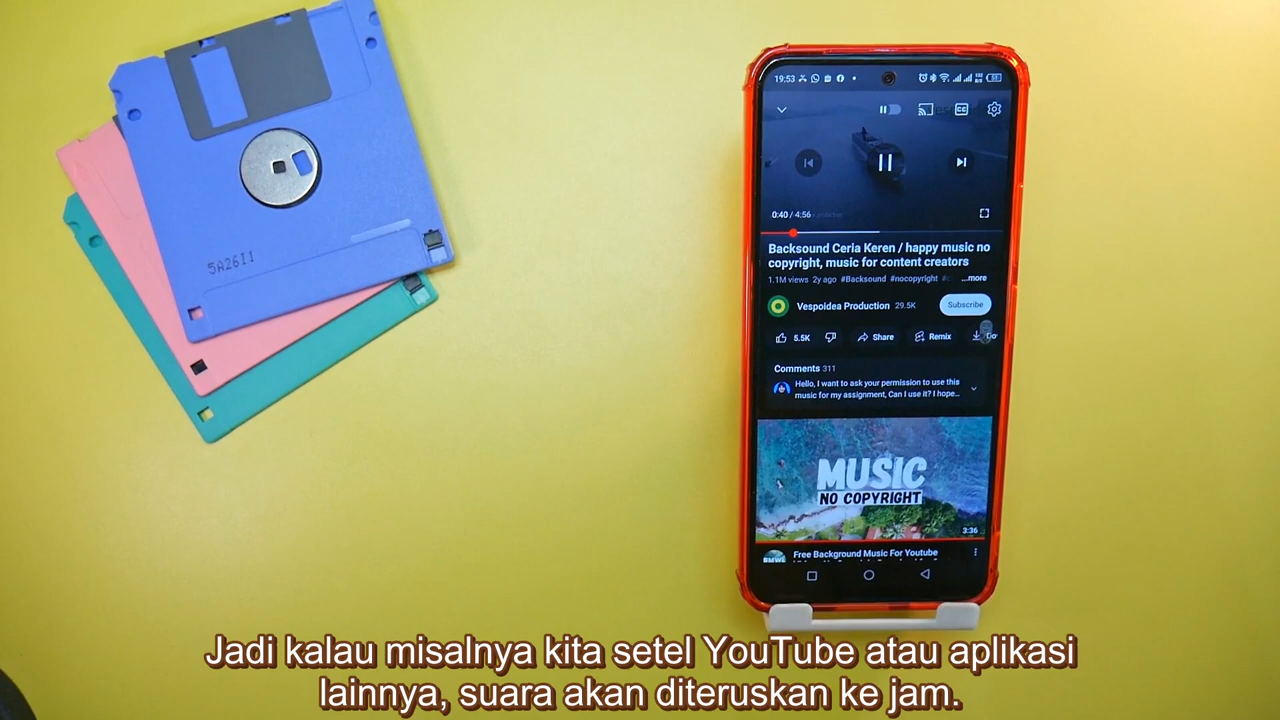 5A26I1
19:53
0:40 / 4:56
Backsound Ceria Keren / happy music no
copyright, music for content creators
1.1M views 2y ago #Backsound #nocopyright ...more
Vespoidea Production 29.5K
Subscribe
5.5K
Share
Remix
Comments 311
Hello, I want to ask your permission to use this
music for my assignment, Can I use it? I hope...
MUSIC
NO COPYRIGHT
3:36
Free Background Music For Youtube
Jadi kalau misalnya kita setel YouTube atau aplikasi
lainnya, suara akan diteruskan ke jam.